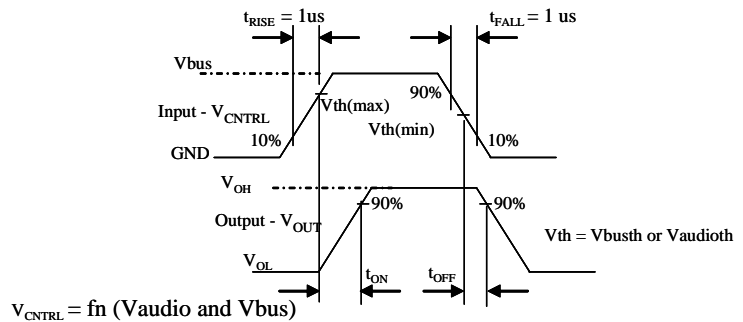 tRISE = 1us
tFALL = 1 us
Vbus
90%
Vth(max)
Input - VCNTRL
Vth(min)
10%
10%
GND
VOH
90%
90%
Output - VOUT
Vth = Vbusth or Vaudioth
VOL
tON
tOFF
VCNTRL = fn (Vaudio and Vbus)